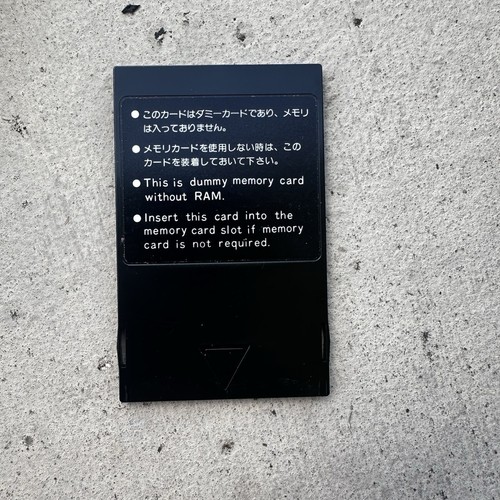 ● このカードはダミーカードであり、メモリ
は入っておりません。
● メモリカードを使用しない時は、この
カードを装着しておいて下さい。
● This is dummy memory card
without RAM.
● Insert this card into the
memory card slot if memory
card is not required.